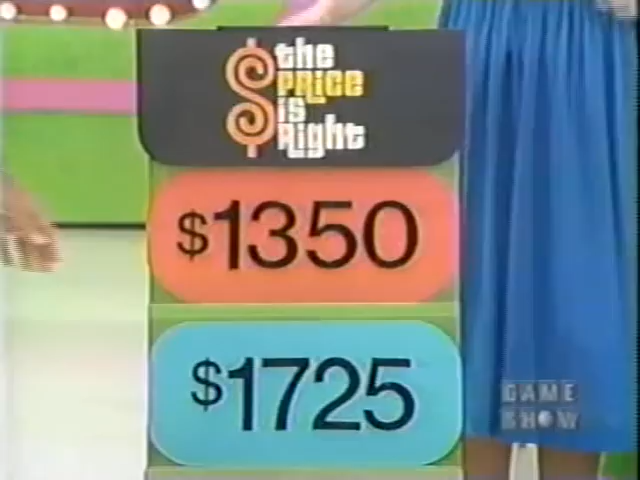 the
PRICE
is
Right
$1350
$1725
GAME
SHOW